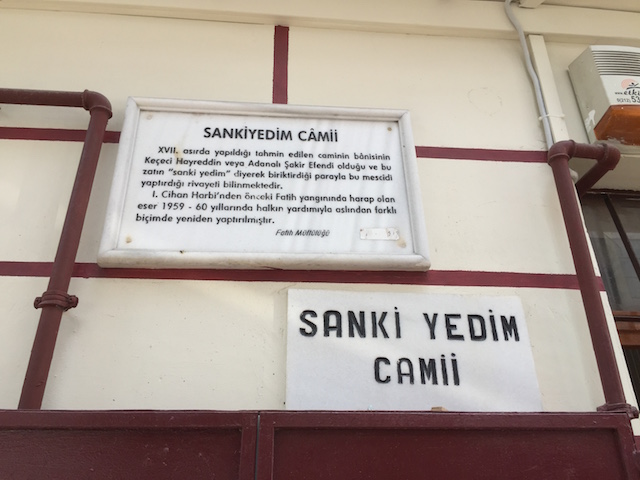 SANKİYEDİM CÂMİİ
XVII. asırda yapıldığı tahmin edilen caminin bânisinin
Keçeci Hayreddin veya Adanalı Şakir Efendi olduğu ve bu
zatın "sanki yedim" diyerek biriktirdiği parayla bu mescidi
yaptırdığı rivayeti bilinmektedir.
I. Cihan Harbi'nden önceki Fatih yangınında harap olan
eser 1959 - 60 yıllarında halkın yardımıyla aslından farklı
biçimde yeniden yaptırılmıştır.
Fatih Müftülüğü
SANKİ YEDİM
CAMİİ